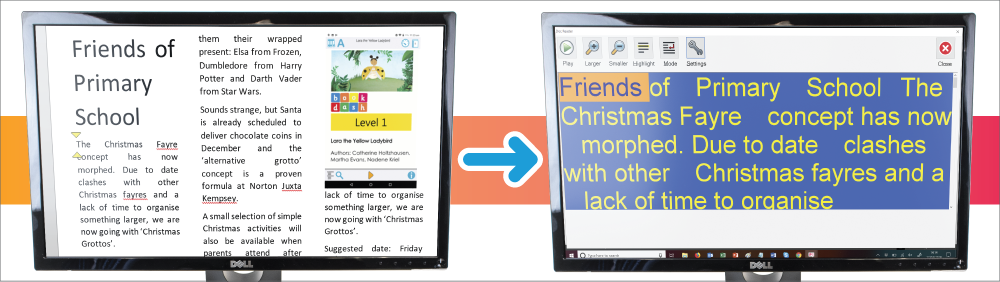 Friends of
Primary
School
The Christmas Fayre
concept has now
morphed. Due to date
clashes with other
Christmas fayres and a
lack of time to organise
something larger, we are
now going with ‘Christmas
Grottos’.
them their wrapped
present: Elsa from Frozen,
Dumbledore from Harry
Potter and Darth Vader
from Star Wars.
Sounds strange, but Santa
is already scheduled to
deliver chocolate coins in
December and the
‘alternative grotto’
concept is a proven
formula at Norton Juxta
Kempsey.
A small selection of simple
Christmas activities will
also be available when
parents attend after
A
Lara the Yellow Ladybird
book
dash
Level 1
Lara the Yellow Ladybird
Authors: Catherine Holtzhausen,
Martha Evans, Nadene Kriel
lack of time to organise
something larger, we are
now going with ‘Christmas
Grottos’.
Suggested date: Friday
DELL
Play
Larger
Smaller
Highlight
Mode
Settings
Close
Friends of Primary School The
Christmas Fayre concept has now
morphed. Due to date clashes
with other Christmas fayres and a
lack of time to organise
Type here to search
DELL